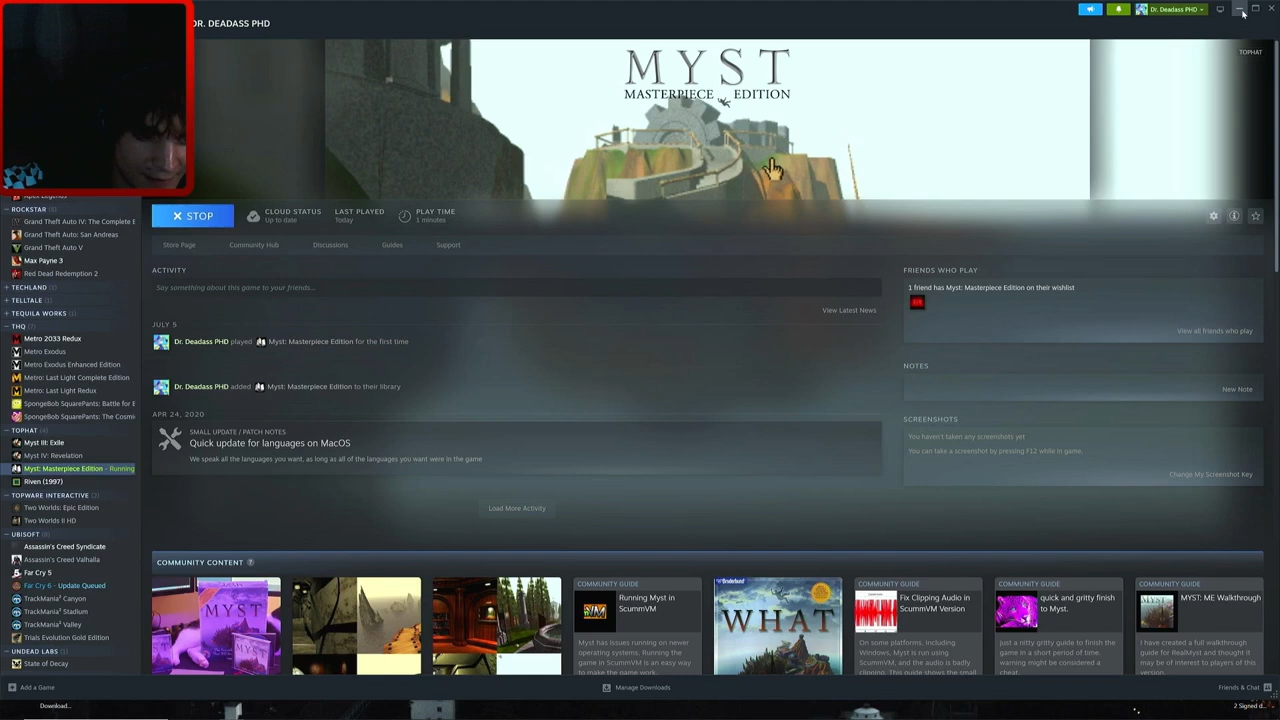 DR. DEADASS PHD
Dr. Deadass PHD
MYST
MASTERPIECE EDITION
TOPHAT
STOP
CLOUD STATUS
Up to date
LAST PLAYED
Today
PLAY TIME
1 minutes
Store Page
Community Hub
Discussions
Guides
Support
ROCKSTAR
Grand Theft Auto IV: The Complete E
Grand Theft Auto: San Andreas
Grand Theft Auto V
Max Payne 3
Red Dead Redemption 2
TECHLAND
TELLTALE (1)
TEQUILA WORKS (1)
THQ (7)
Metro 2033 Redux
Metro Exodus
Metro Exodus Enhanced Edition
Metro: Last Light Complete Edition
Metro: Last Light Redux
SpongeBob SquarePants: Battle for B
SpongeBob SquarePants: The Cosmi
TOPHAT (4)
Myst III: Exile
Myst IV: Revelation
Myst: Masterpiece Edition - Running
Riven (1997)
TOPWARE INTERACTIVE (2)
Two Worlds: Epic Edition
Two Worlds II HD
UBISOFT
Assassin's Creed Syndicate
Assassin's Creed Valhalla
Far Cry 5
Far Cry 6 - Update Queued
TrackMania² Canyon
TrackMania² Stadium
TrackMania² Valley
Trials Evolution Gold Edition
UNDEAD LABS (1)
State of Decay
ACTIVITY
Say something about this game to your friends...
View Latest News
JULY 5
Dr. Deadass PHD played Myst: Masterpiece Edition for the first time
Dr. Deadass PHD added Myst: Masterpiece Edition to their library
APR 24, 2020
SMALL UPDATE / PATCH NOTES
Quick update for languages on MacOS
We speak all the languages you want, as long as all of the languages you want were in the game
Load More Activity
FRIENDS WHO PLAY
1 friend has Myst: Masterpiece Edition on their wishlist
View all friends who play
NOTES
New Note
SCREENSHOTS
You haven't taken any screenshots yet
You can take a screenshot by pressing F12 while in game.
Change My Screenshot Key
COMMUNITY CONTENT ?
MYST
Brøderbund
WHAT
COMMUNITY GUIDE
Running Myst in
ScummVM
Myst has issues running on newer
operating systems. Running the
game in ScummVM is an easy way
to make the game work.
COMMUNITY GUIDE
Fix Clipping Audio in
ScummVM Version
On some platforms, including
Windows, Myst is run using
ScummVM, and the audio is badly
clipping. This guide shows the small
COMMUNITY GUIDE
quick and gritty finish
to Myst.
just a nitty gritty guide to finish the
game in a short period of time.
warning might be considered a
cheat.
COMMUNITY GUIDE
MYST: ME Walkthrough
I have created a full walkthrough
guide for RealMyst and thought it
may be of interest to players of this
version.
Add a Game
Manage Downloads
Friends & Chat
Download...
2 Signed d...